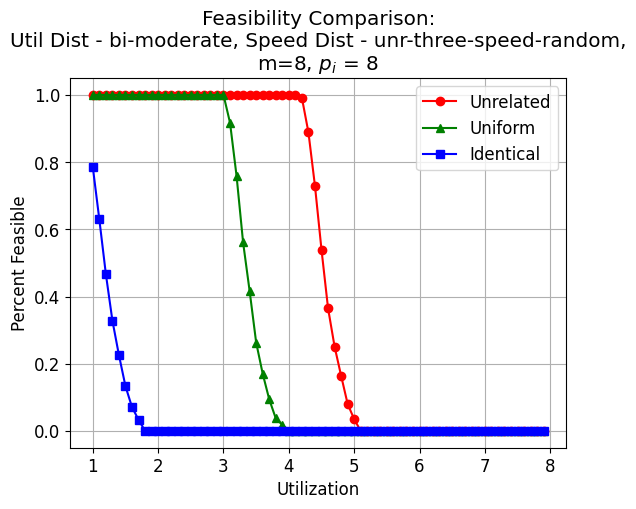 Feasibility Comparison:
Util Dist - bi-moderate, Speed Dist - unr-three-speed-random,
m=8, pᵢ = 8
Unrelated
Uniform
Identical
Percent Feasible
1.0
0.8
0.6
0.4
0.2
0.0
1 2 3 4 5 6 7 8
Utilization